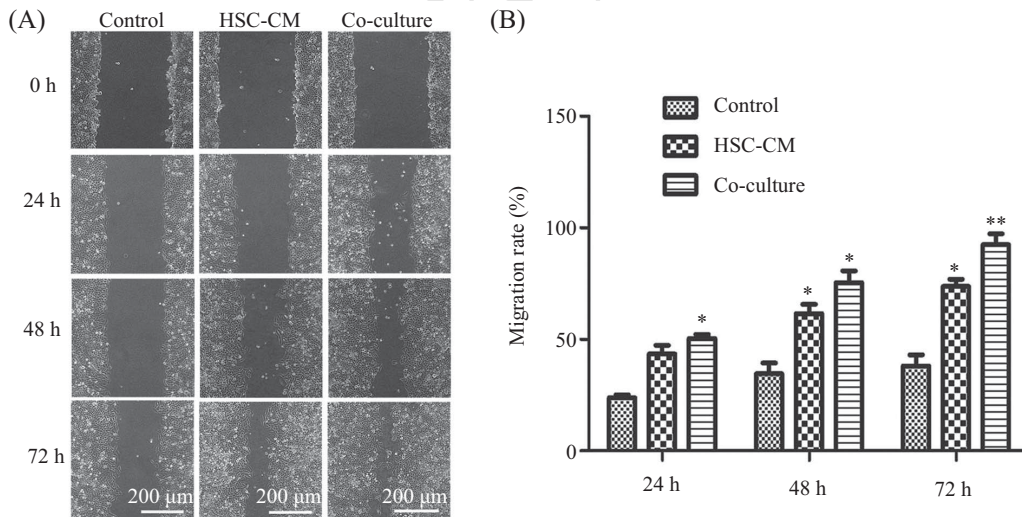 (A)
Control HSC-CM Co-culture
0 h
24 h
48 h
72 h
200 μm 200 μm 200 μm
(B)
Control
HSC-CM
Co-culture
Migration rate (%)
150
100
50
0
* * * * **
24 h 48 h 72 h